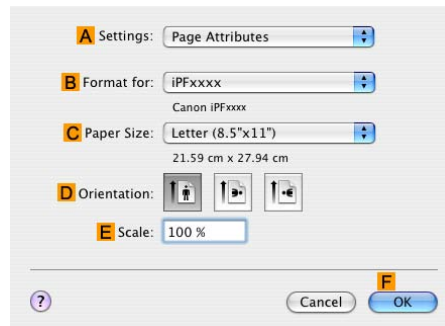 A Settings: Page Attributes
B Format for: iPFxxxx
Canon iPFxxxx
C Paper Size: Letter (8.5"x11")
21.59 cm x 27.94 cm
D Orientation:
E Scale: 100 %
F
? Cancel OK